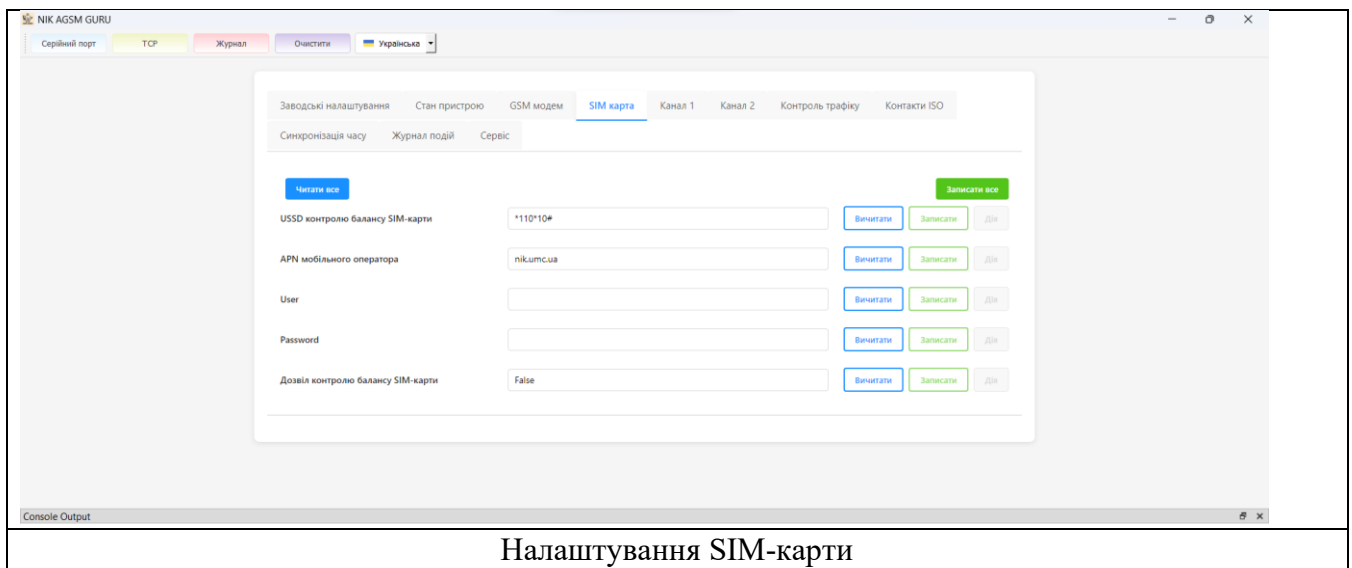 NIK AGSM GURU
Серійний порт TCP Журнал Очистити Українська
Заводські налаштування Стан пристрою GSM модем SIM карта Канал 1 Канал 2 Контроль трафіку Контакти ISO
Синхронізація часу Журнал подій Сервіс
Читати все Записати все
USSD контролю балансу SIM-карти *110*10# Вичитати Записати Дія
APN мобільного оператора nik.umc.ua Вичитати Записати Дія
User Вичитати Записати Дія
Password Вичитати Записати Дія
Дозвіл контролю балансу SIM-карти False Вичитати Записати Дія
Console Output
Налаштування SIM-карти